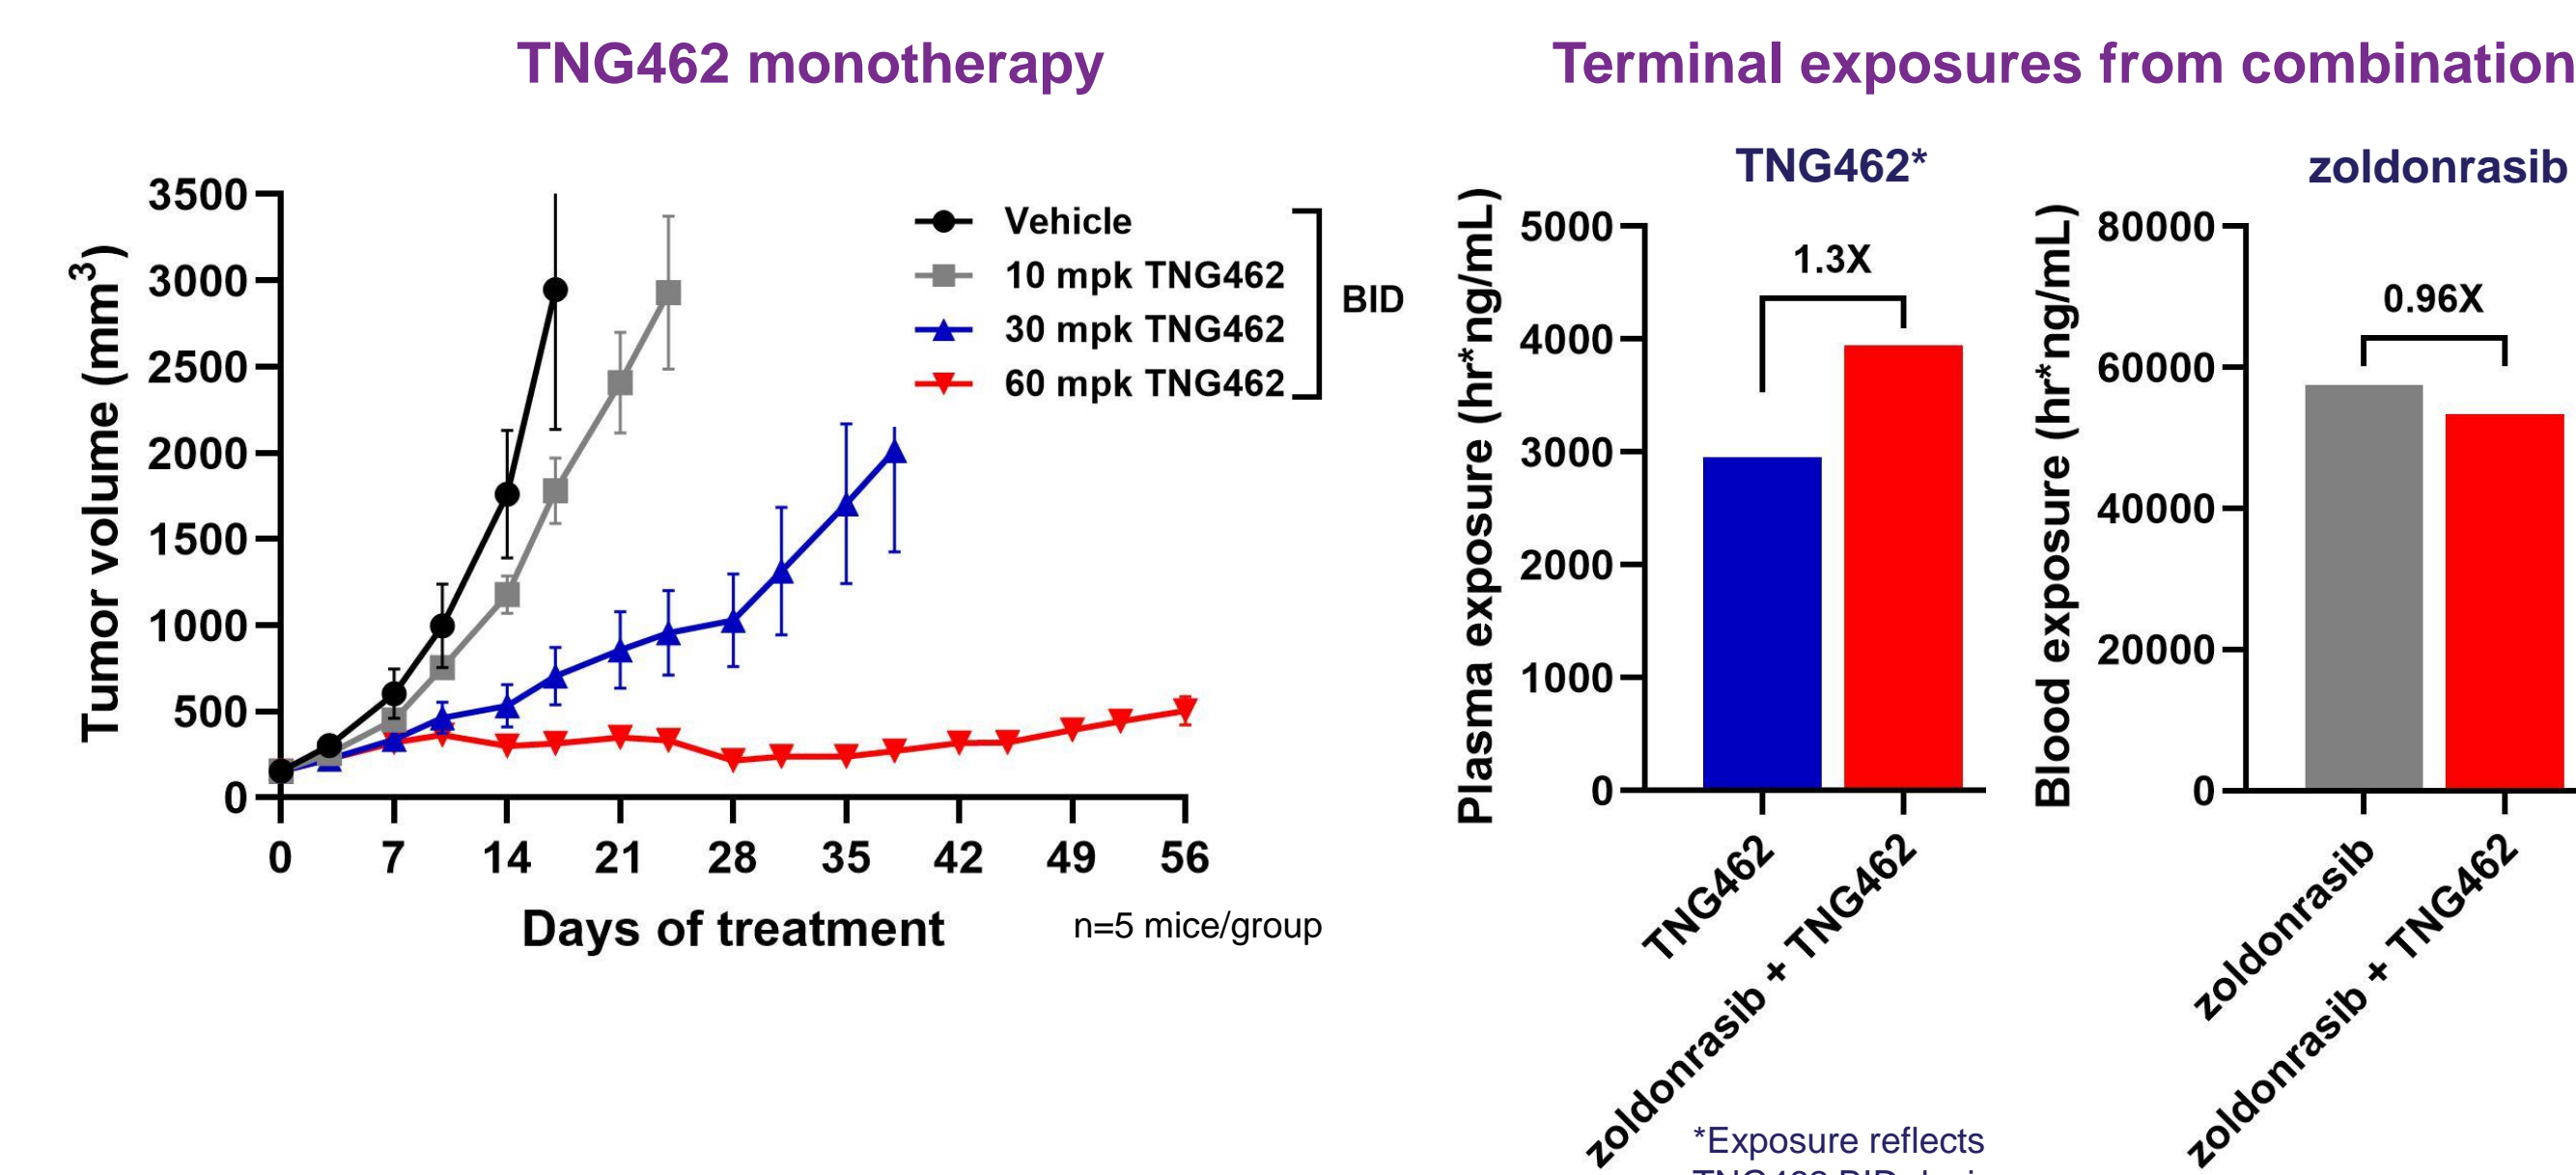 TNG462 monotherapy
Tumor volume (mm³)
3500
3000
2500
2000
1500
1000
500
0
0 7 14 21 28 35 42 49 56
Days of treatment
n=5 mice/group
Vehicle
10 mpk TNG462
30 mpk TNG462
60 mpk TNG462
BID
Terminal exposures from combination
TNG462*
Plasma exposure (hr*ng/mL)
5000
4000
3000
2000
1000
0
1.3X
TNG462
zoldonrasib + TNG462
*Exposure reflects
zoldonrasib
Blood exposure (hr*ng/mL)
80000
60000
40000
20000
0
0.96X
zoldonrasib
zoldonrasib + TNG462